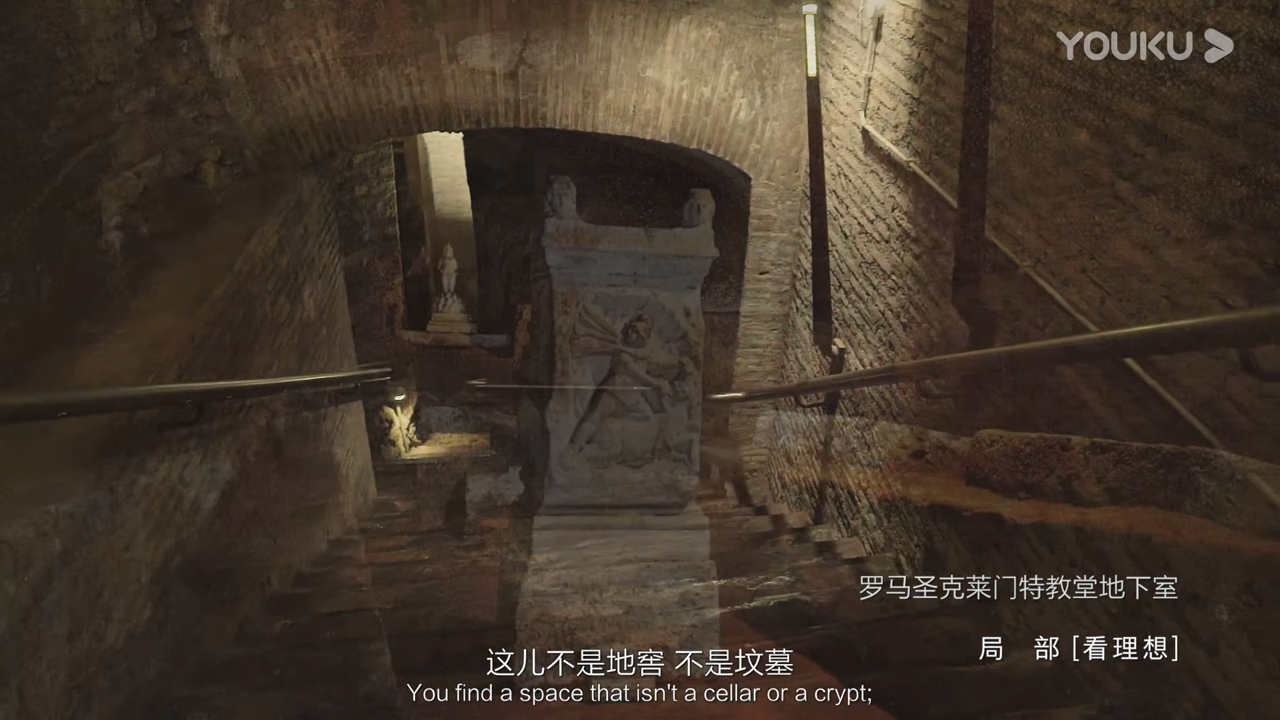 YOUKU
罗马圣克莱门特教堂地下室
局 部 [看理想]
这儿不是地窖 不是坟墓
You find a space that isn't a cellar or a crypt;